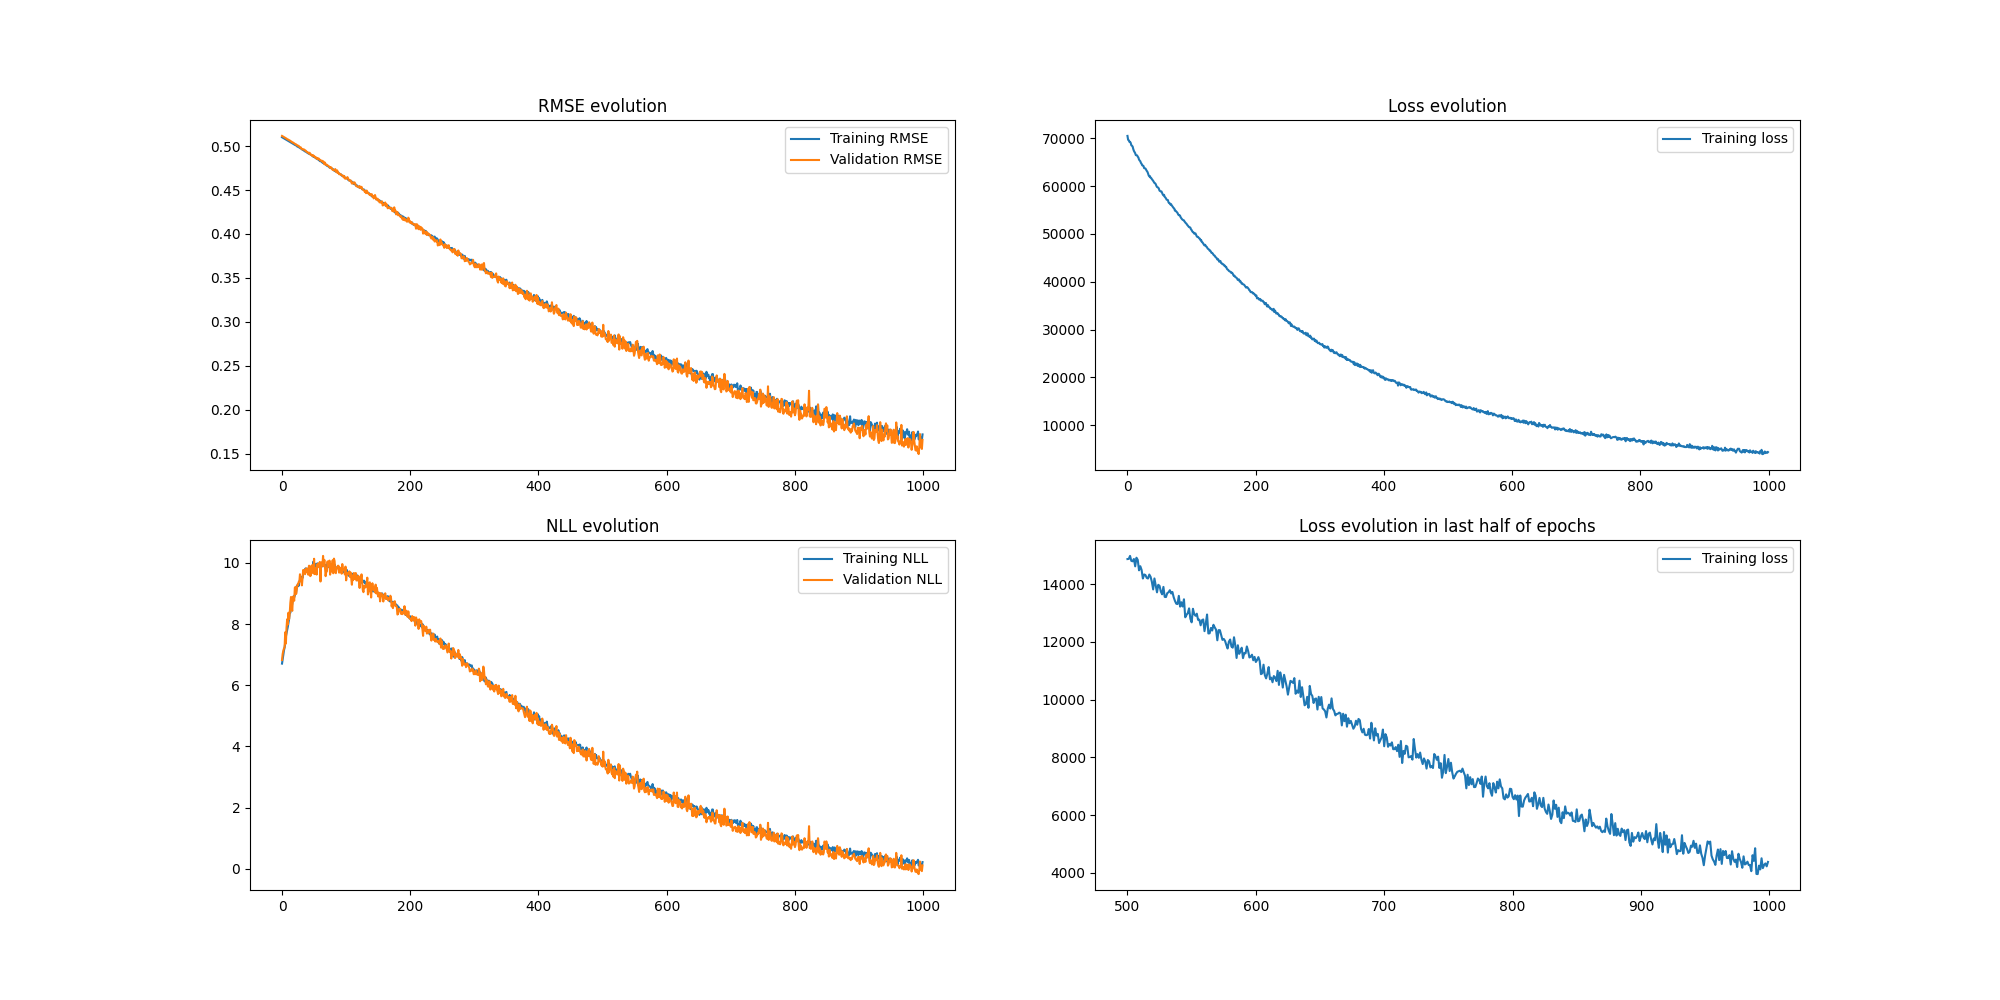 RMSE evolution
Training RMSE
Validation RMSE
0.50
0.45
0.40
0.35
0.30
0.25
0.20
0.15
0 200 400 600 800 1000
Loss evolution
Training loss
70000
60000
50000
40000
30000
20000
10000
0 200 400 600 800 1000
NLL evolution
Training NLL
Validation NLL
10
8
6
4
2
0
0 200 400 600 800 1000
Loss evolution in last half of epochs
Training loss
14000
12000
10000
8000
6000
4000
500 600 700 800 900 1000